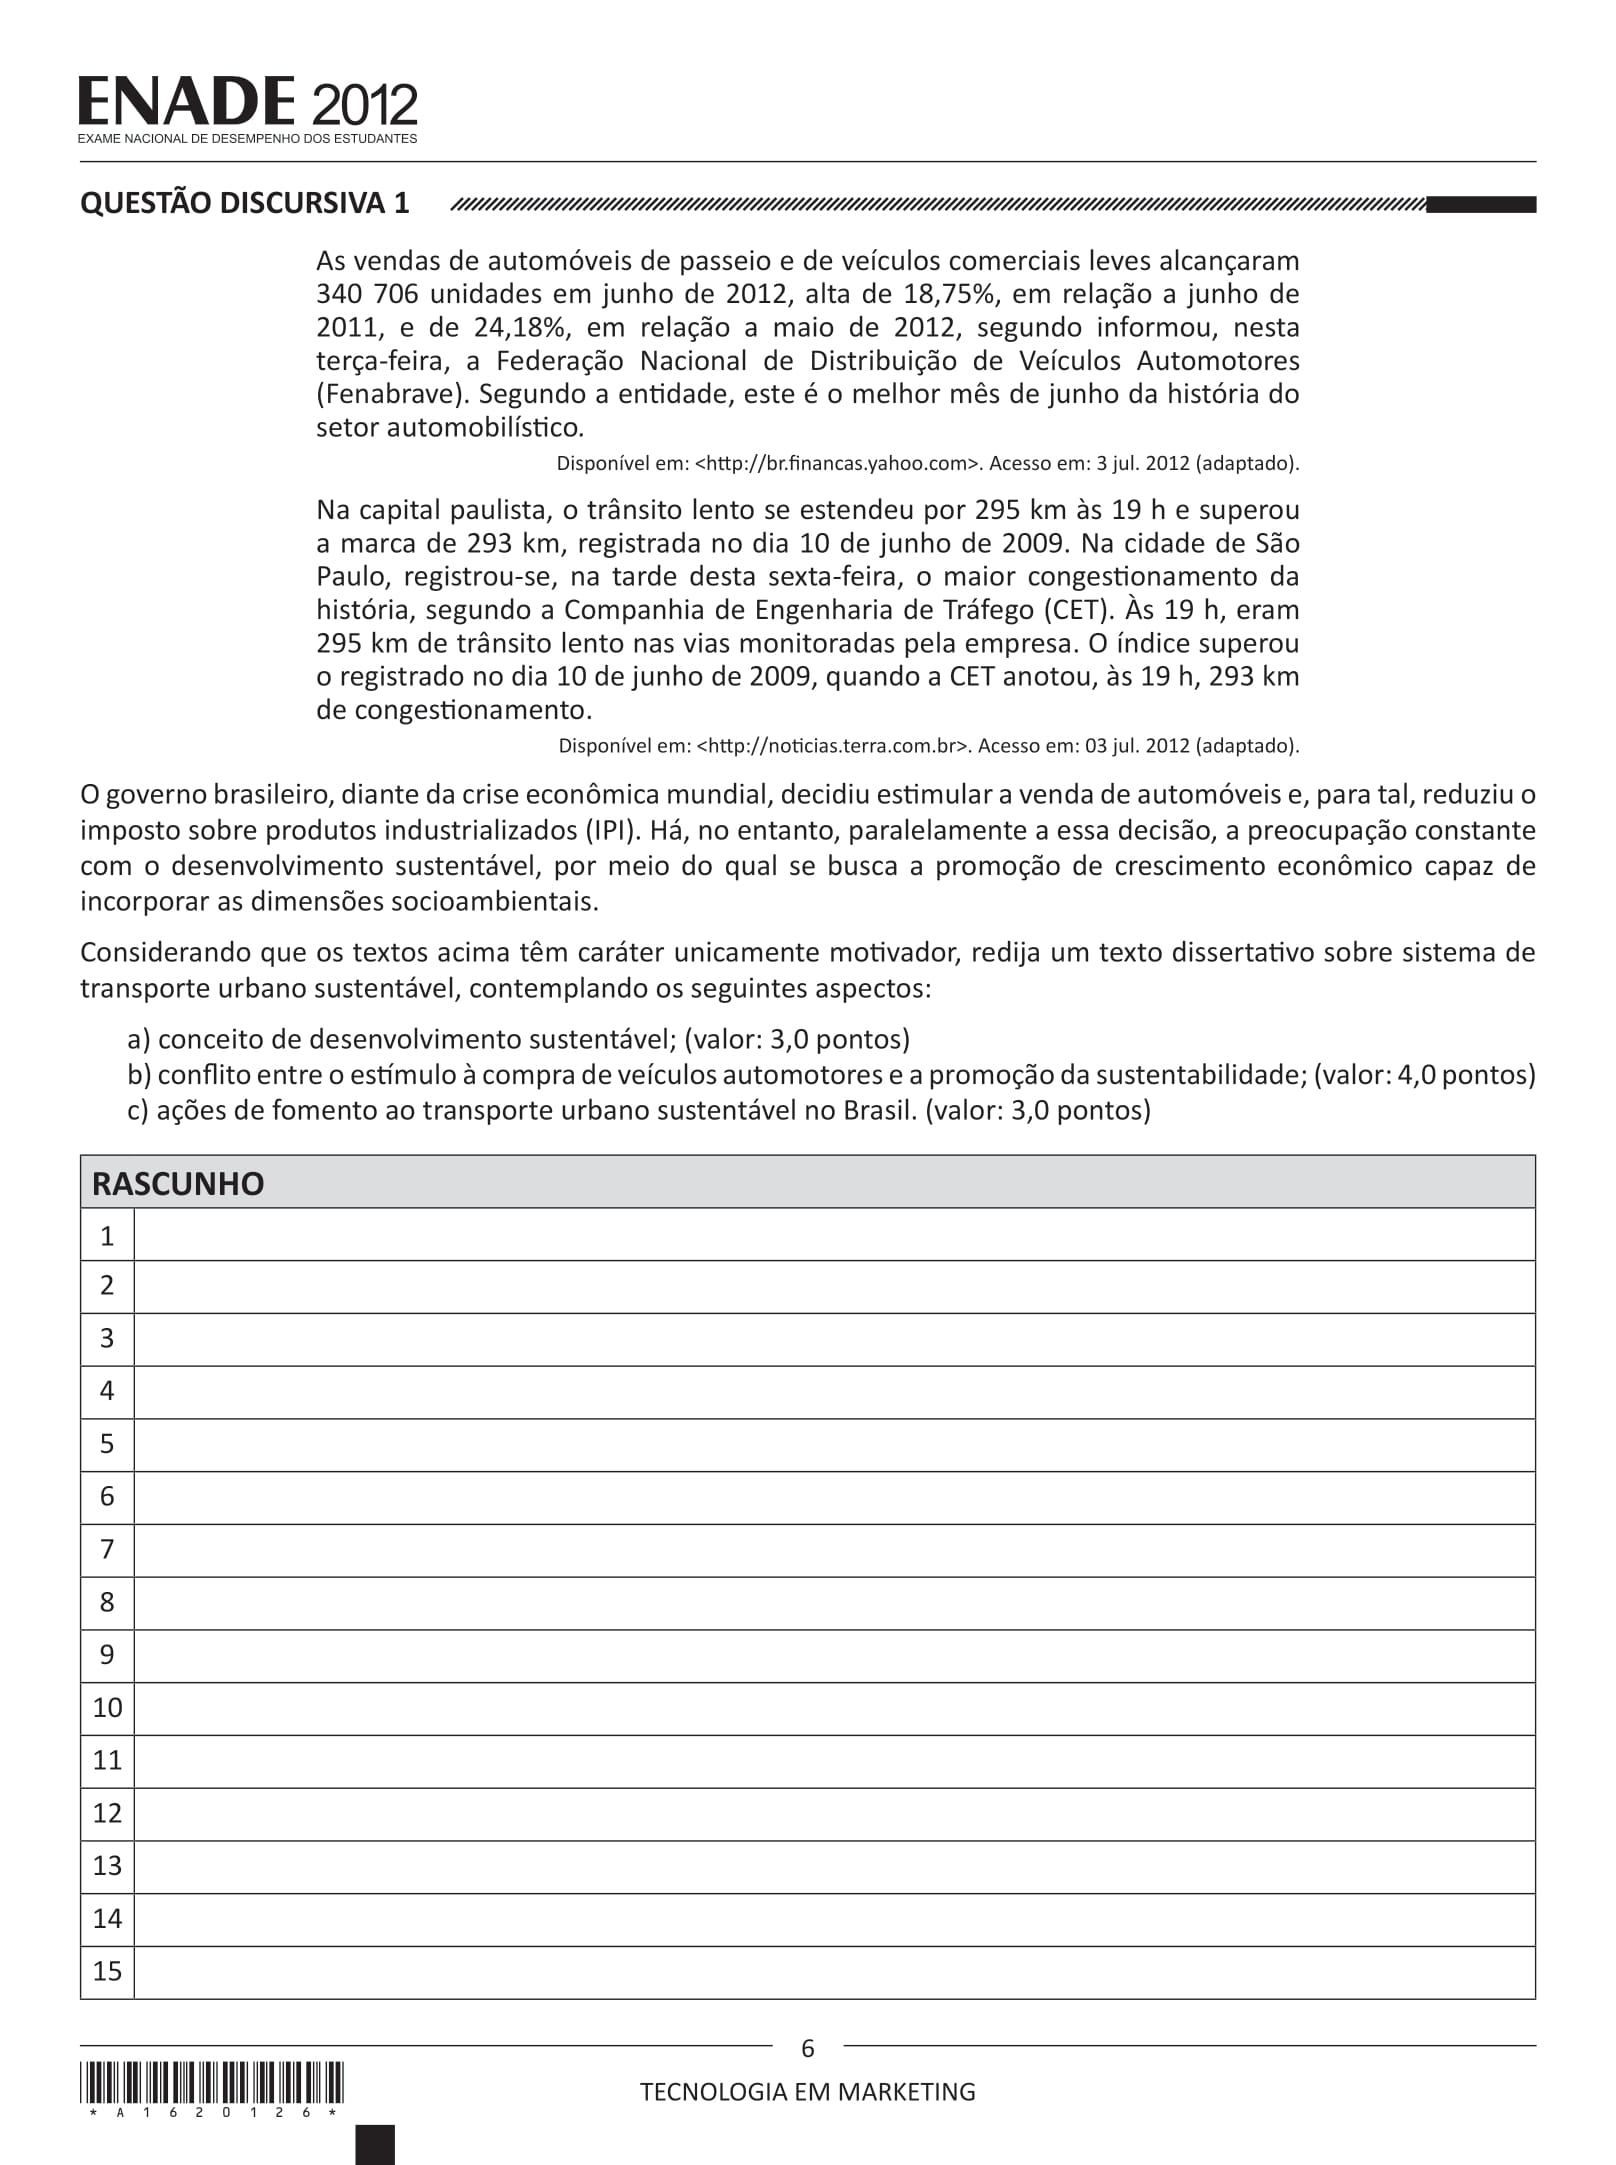 ENADE 2012
EXAME NACIONAL DE DESEMPENHO DOS ESTUDANTES
QUESTÃO DISCURSIVA 1
As vendas de automóveis de passeio e de veículos comerciais leves alcançaram
340 706 unidades em junho de 2012, alta de 18,75%, em relação a junho de
2011, e de 24,18%, em relação a maio de 2012, segundo informou, nesta
terça-feira, a Federação Nacional de Distribuição de Veículos Automotores
(Fenabrave). Segundo a entidade, este é o melhor mês de junho da história do
setor automobilístico.
Disponível em: <http://br.financas.yahoo.com>. Acesso em: 3 jul. 2012 (adaptado).
Na capital paulista, o trânsito lento se estendeu por 295 km às 19 h e superou
a marca de 293 km, registrada no dia 10 de junho de 2009. Na cidade de São
Paulo, registrou-se, na tarde desta sexta-feira, o maior congestionamento da
história, segundo a Companhia de Engenharia de Tráfego (CET). Às 19 h, eram
295 km de trânsito lento nas vias monitoradas pela empresa. O índice superou
o registrado no dia 10 de junho de 2009, quando a CET anotou, às 19 h, 293 km
de congestionamento.
Disponível em: <http://noticias.terra.com.br>. Acesso em: 03 jul. 2012 (adaptado).
O governo brasileiro, diante da crise econômica mundial, decidiu estimular a venda de automóveis e, para tal, reduziu o
imposto sobre produtos industrializados (IPI). Há, no entanto, paralelamente a essa decisão, a preocupação constante
com o desenvolvimento sustentável, por meio do qual se busca a promoção de crescimento econômico capaz de
incorporar as dimensões socioambientais.
Considerando que os textos acima têm caráter unicamente motivador, redija um texto dissertativo sobre sistema de
transporte urbano sustentável, contemplando os seguintes aspectos:
a) conceito de desenvolvimento sustentável; (valor: 3,0 pontos)
b) conflito entre o estímulo à compra de veículos automotores e a promoção da sustentabilidade; (valor: 4,0 pontos)
c) ações de fomento ao transporte urbano sustentável no Brasil. (valor: 3,0 pontos)
RASCUNHO
1
2
3
4
5
6
7
8
9
10
11
12
13
14
15
6
TECNOLOGIA EM MARKETING
* A 1 6 2 0 1 2 6 *